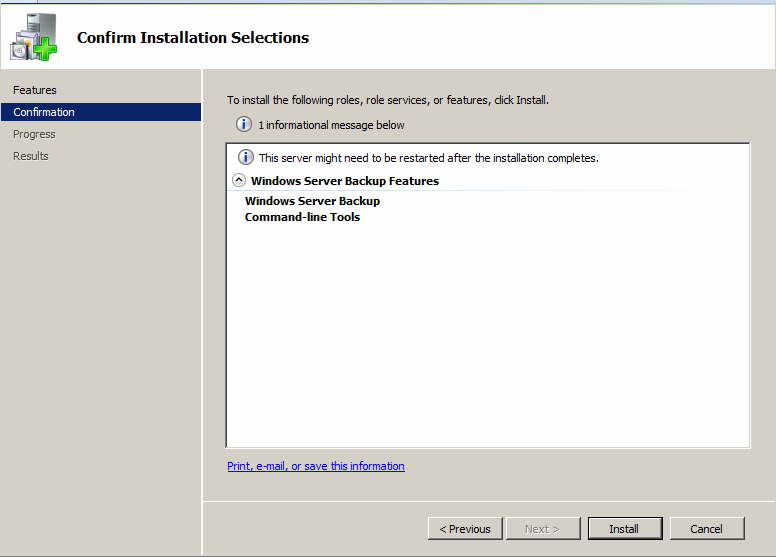 Confirm Installation Selections
Features
Confirmation
Progress
Results
To install the following roles, role services, or features, click Install.
1 informational message below
This server might need to be restarted after the installation completes.
Windows Server Backup Features
Windows Server Backup
Command-line Tools
Print, e-mail, or save this information
< Previous
Next >
Install
Cancel